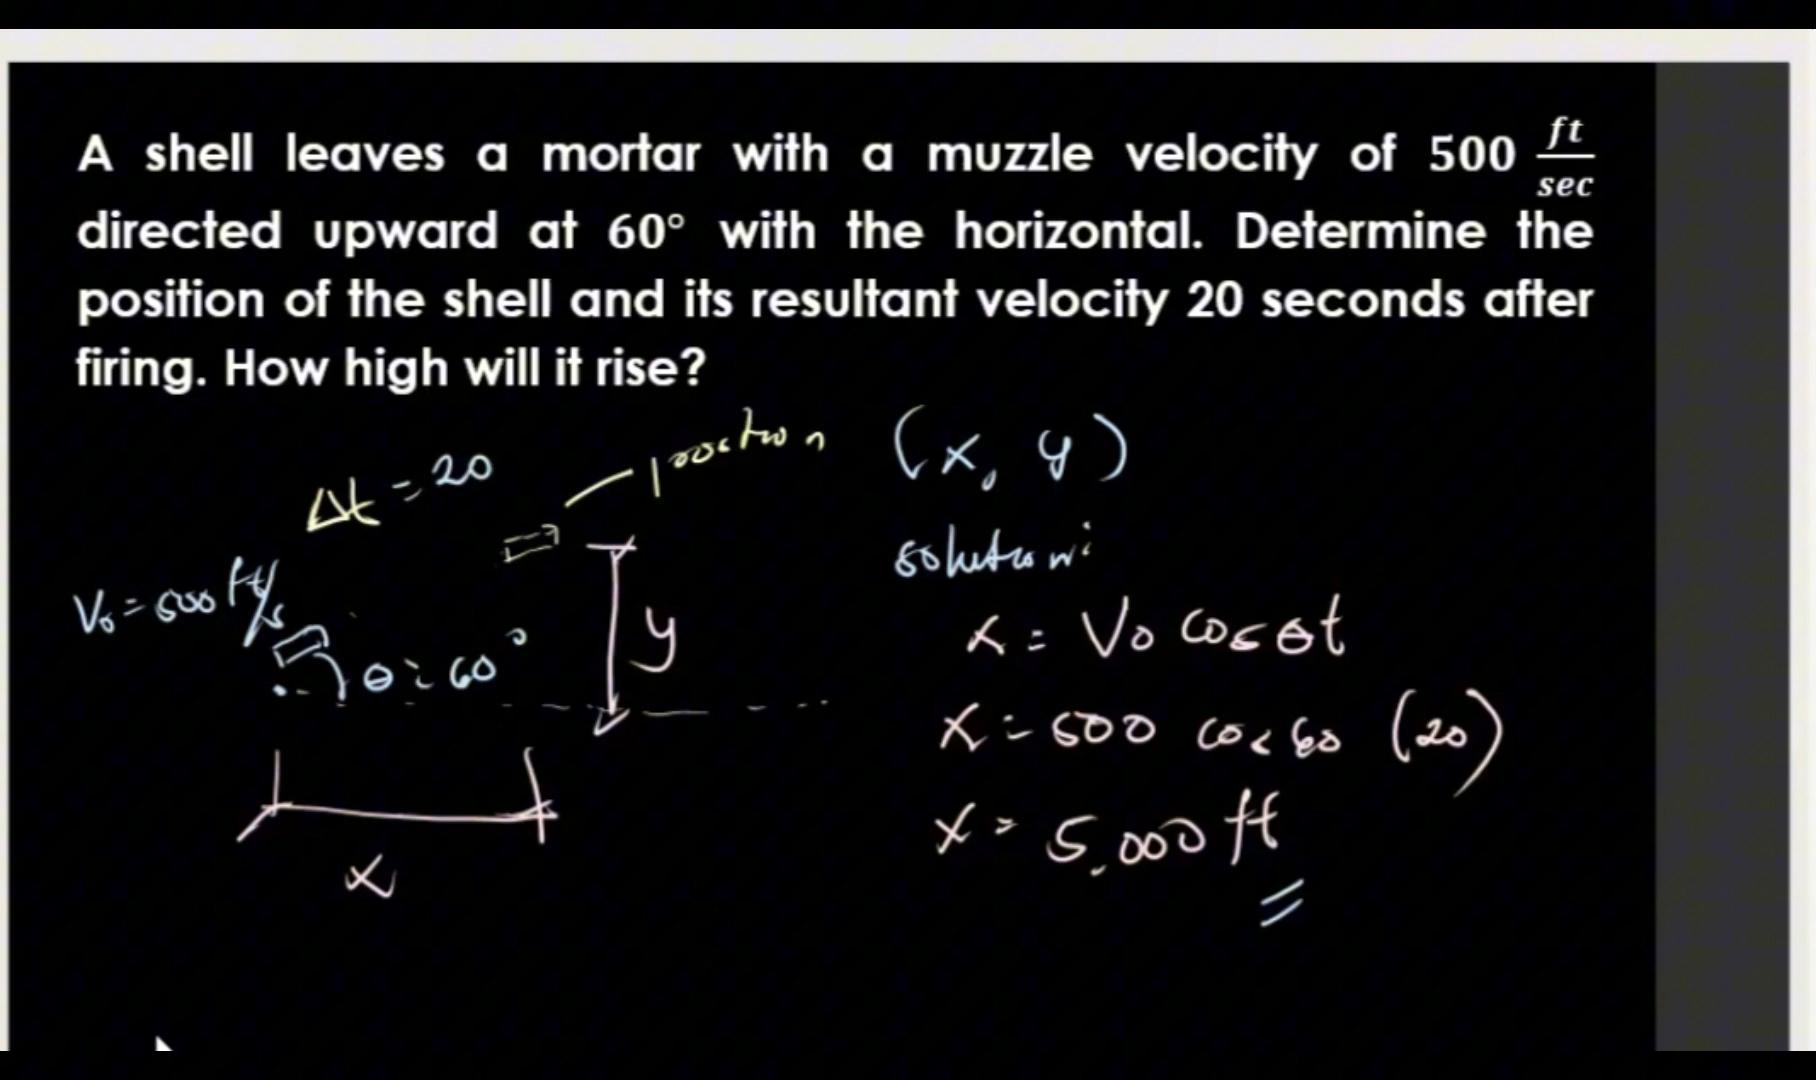 A shell leaves a mortar with a muzzle velocity of 500 ft/sec
directed upward at 60° with the horizontal. Determine the
position of the shell and its resultant velocity 20 seconds after
firing. How high will it rise?
Δt = 20
position
(x, y)
V₀ = 500 ft/s
θ = 60°
y
x
solution:
x = V₀ cos θt
x = 500 cos 60 (20)
x = 5,000 ft